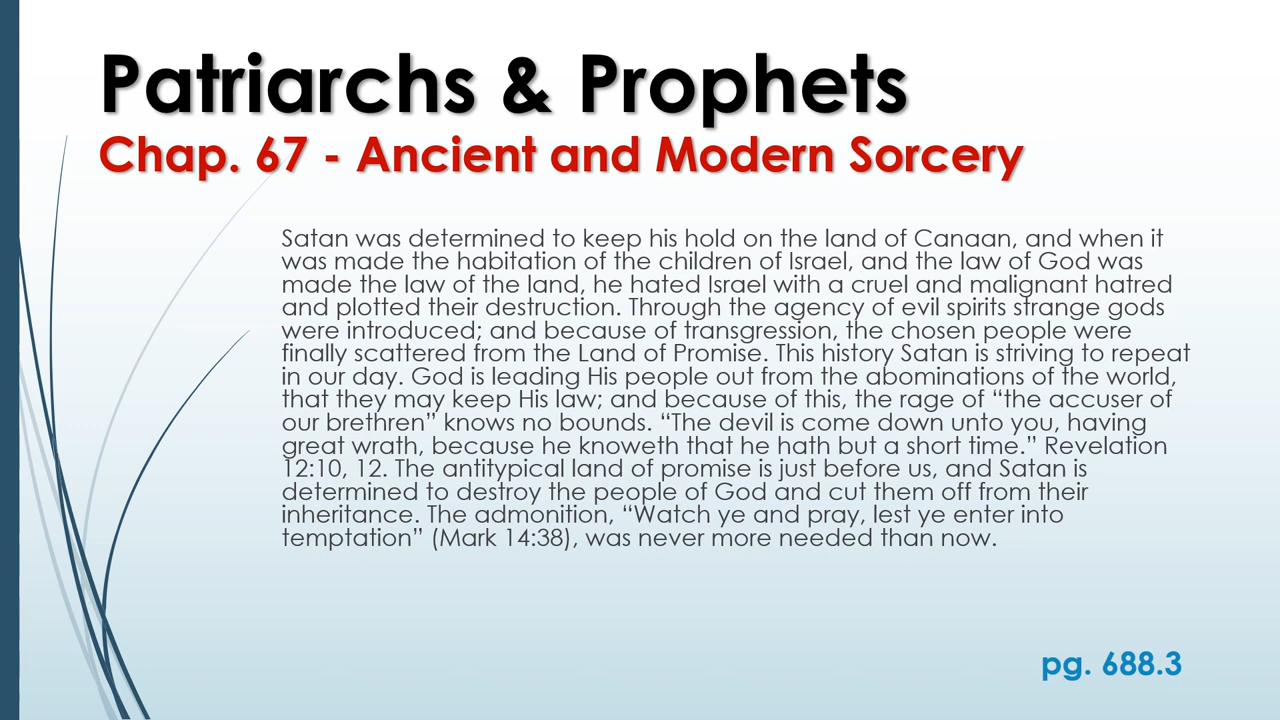 Patriarchs & Prophets
Chap. 67 - Ancient and Modern Sorcery
Satan was determined to keep his hold on the land of Canaan, and when it
was made the habitation of the children of Israel, and the law of God was
made the law of the land, he hated Israel with a cruel and malignant hatred
and plotted their destruction. Through the agency of evil spirits strange gods
were introduced; and because of transgression, the chosen people were
finally scattered from the Land of Promise. This history Satan is striving to repeat
in our day. God is leading His people out from the abominations of the world,
that they may keep His law; and because of this, the rage of “the accuser of
our brethren” knows no bounds. “The devil is come down unto you, having
great wrath, because he knoweth that he hath but a short time.” Revelation
12:10, 12. The antitypical land of promise is just before us, and Satan is
determined to destroy the people of God and cut them off from their
inheritance. The admonition, “Watch ye and pray, lest ye enter into
temptation” (Mark 14:38), was never more needed than now.
pg. 688.3